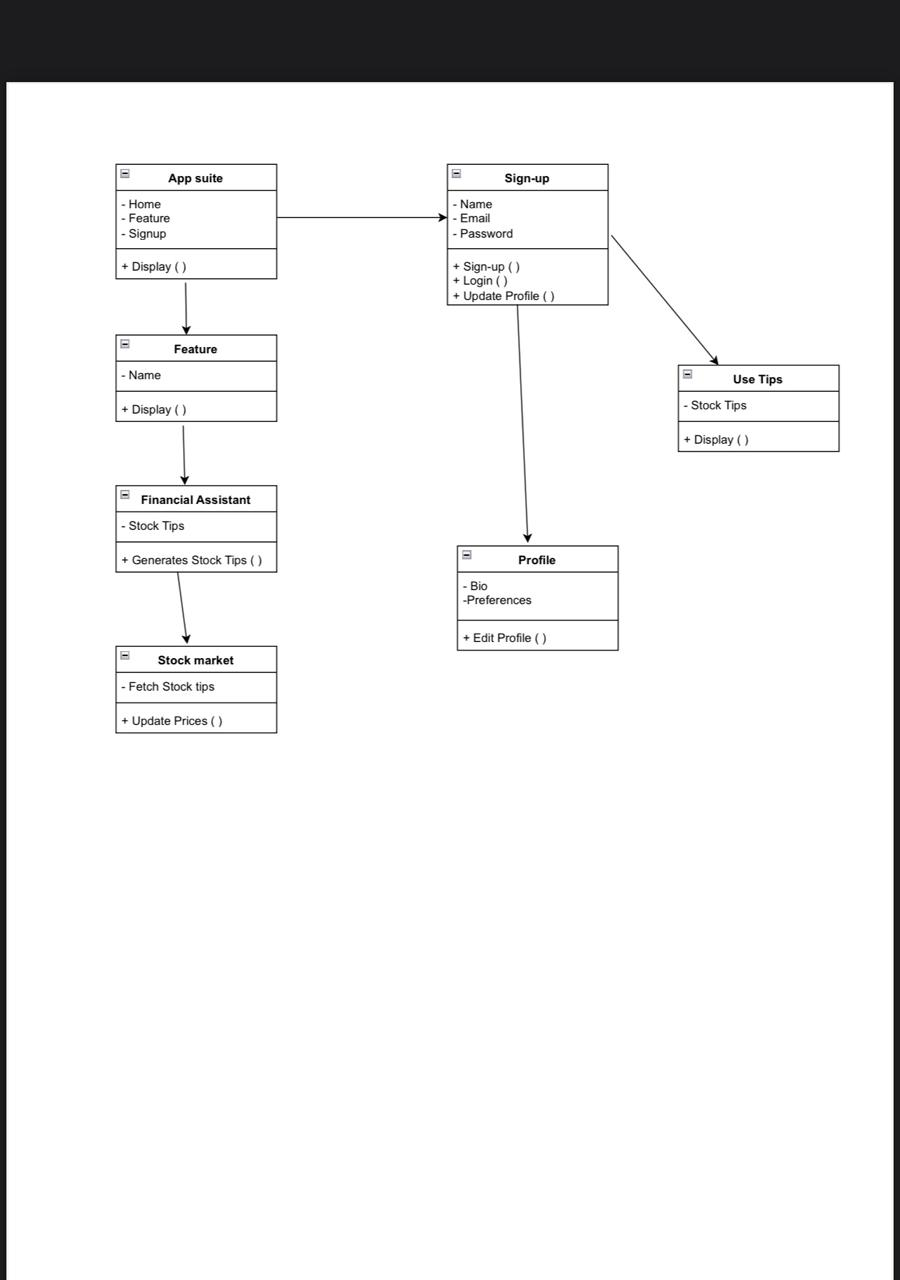 App suite
- Home
- Feature
- Signup
+ Display ( )
Sign-up
- Name
- Email
- Password
+ Sign-up ( )
+ Login ( )
+ Update Profile ( )
Feature
- Name
+ Display ( )
Use Tips
- Stock Tips
+ Display ( )
Financial Assistant
- Stock Tips
+ Generates Stock Tips ( )
Profile
- Bio
-Preferences
+ Edit Profile ( )
Stock market
- Fetch Stock tips
+ Update Prices ( )